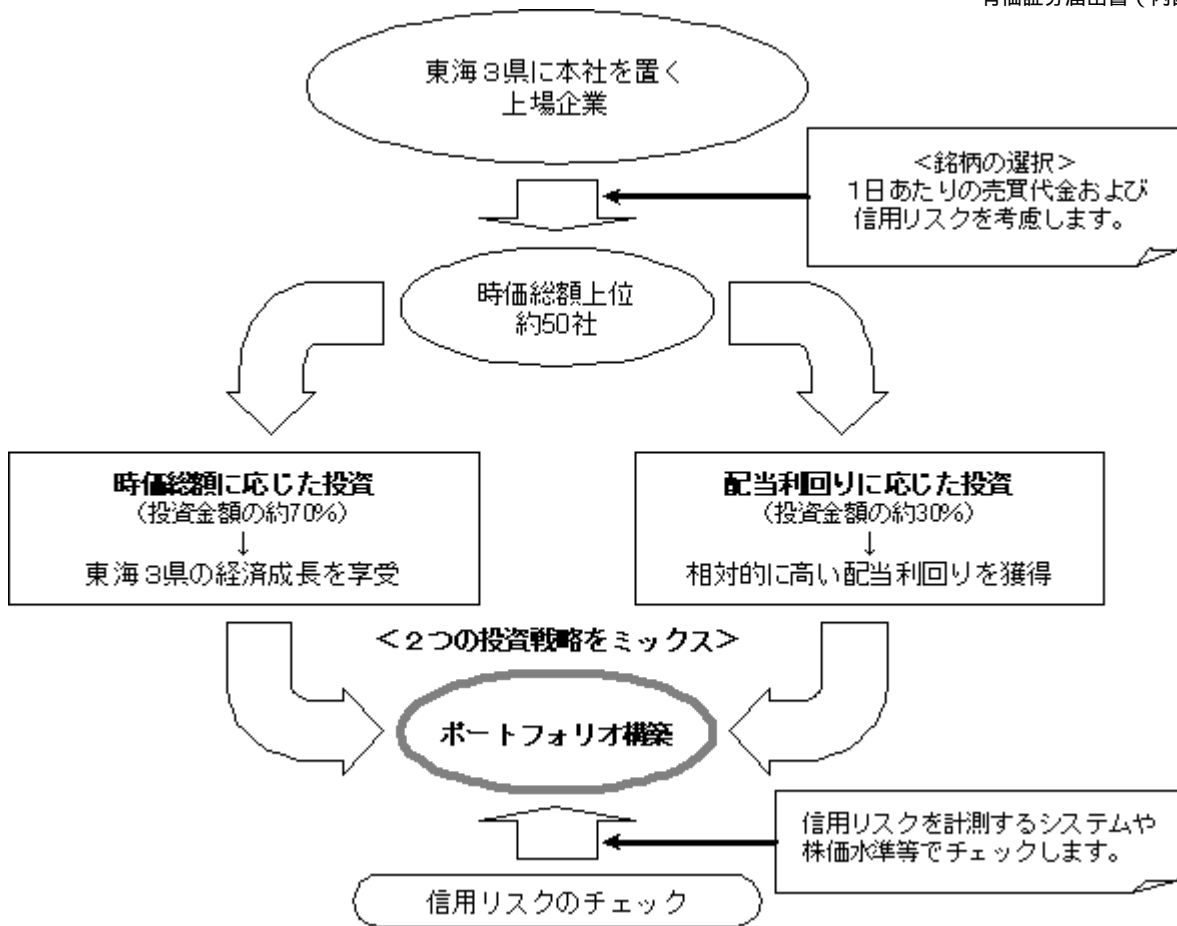 東海３県に本社を置く
上場企業
＜銘柄の選択＞
１日あたりの売買代金および
信用リスクを考慮します。
時価総額上位
約50社
時価総額に応じた投資
（投資金額の約70％）
↓
東海３県の経済成長を享受
配当利回りに応じた投資
（投資金額の約30％）
↓
相対的に高い配当利回りを獲得
＜２つの投資戦略をミックス＞
ポートフォリオ構築
信用リスクを計測するシステムや
株価水準等でチェックします。
信用リスクのチェック